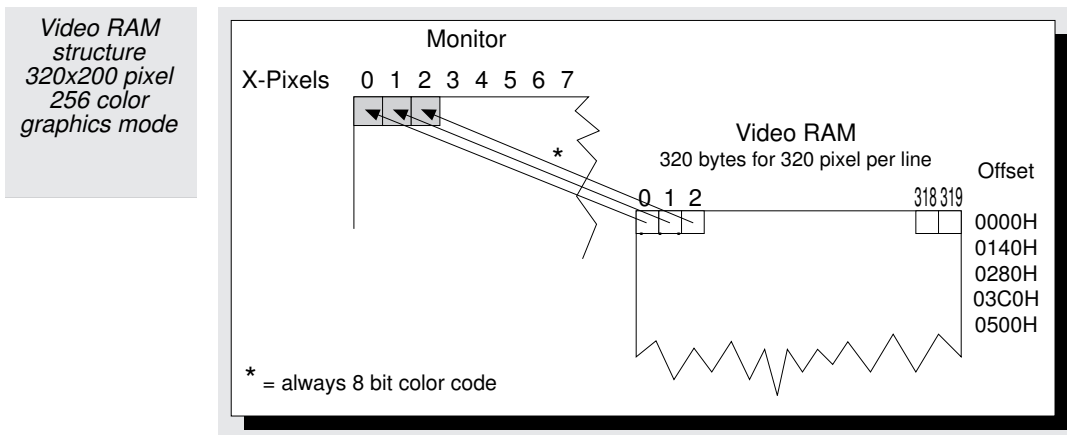 Video RAM
structure
320x200 pixel
256 color
graphics mode
Monitor
X-Pixels 0 1 2 3 4 5 6 7
*
Video RAM
320 bytes for 320 pixel per line
Offset
0 1 2 318 319
0000H
0140H
0280H
03C0H
0500H
* = always 8 bit color code